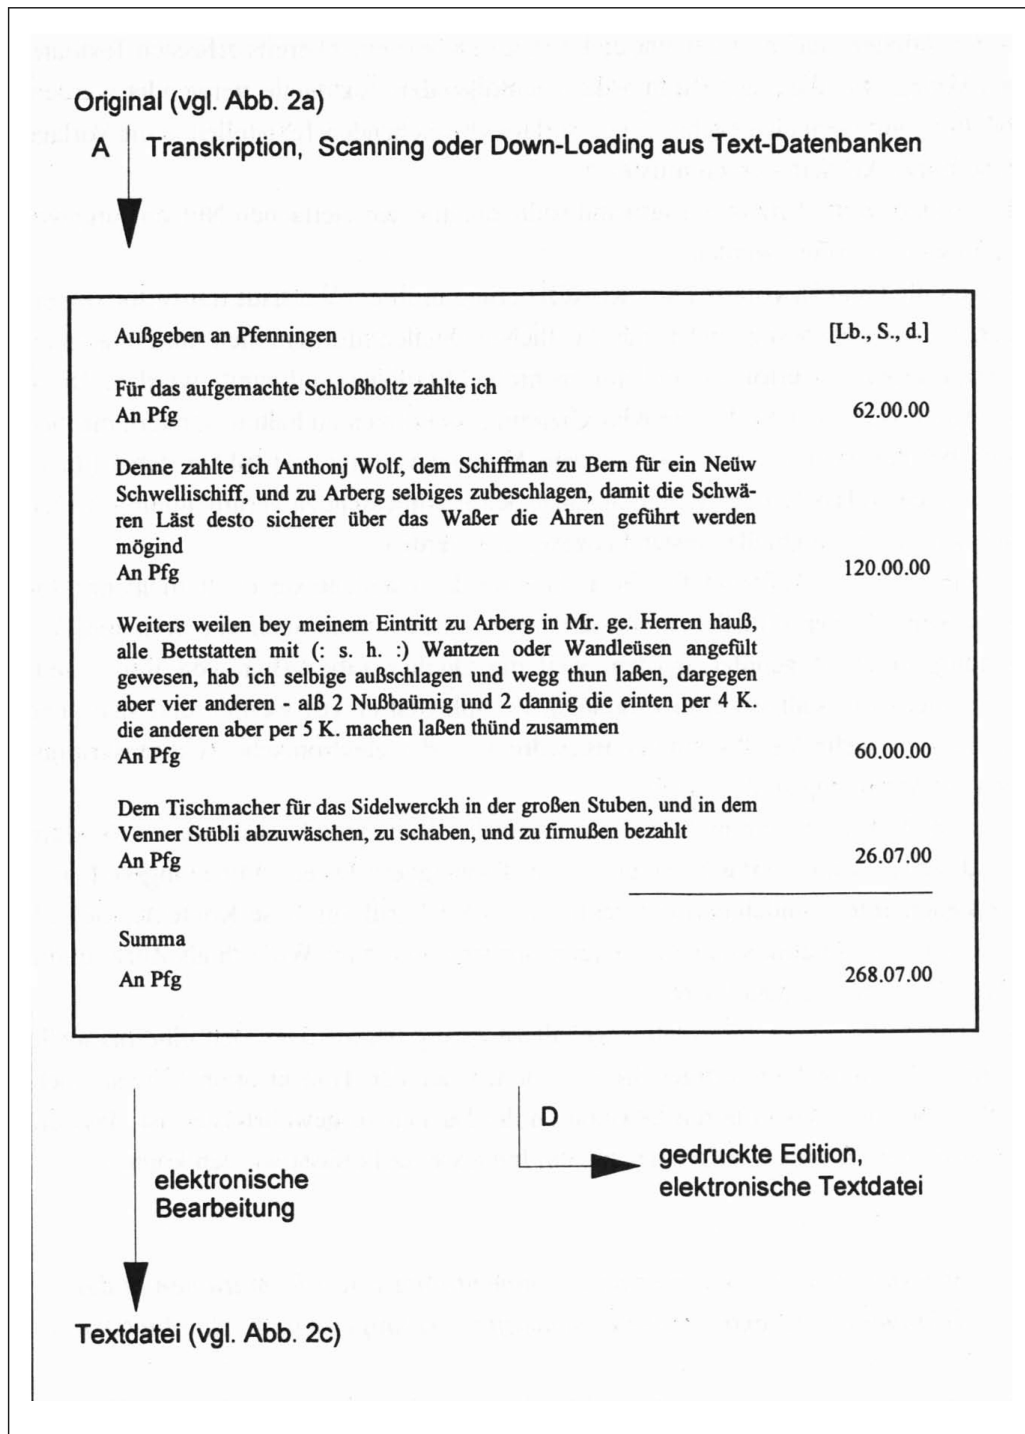 Original (vgl. Abb. 2a)
A Transkription, Scanning oder Down-Loading aus Text-Datenbanken
Außgeben an Pfenningen [Lb., S., d.]
Für das aufgemachte Schloßholtz zahlte ich
An Pfg 62.00.00
Denne zahlte ich Anthonj Wolf, dem Schiffman zu Bern für ein Neüw
Schwellischiff, und zu Arberg selbiges zubeschlagen, damit die Schwä-
ren Läst desto sicherer über das Waßer die Ahren geführt werden
mögind
An Pfg 120.00.00
Weiters weilen bey meinem Eintritt zu Arberg in Mr. ge. Herren hauß,
alle Bettstatten mit (: s. h. :) Wantzen oder Wandleüsen angefült
gewesen, hab ich selbige außschlagen und wegg thun laßen, dargegen
aber vier anderen - alß 2 Nußbaümig und 2 dannig die einten per 4 K.
die anderen aber per 5 K. machen laßen thünd zusammen
An Pfg 60.00.00
Dem Tischmacher für das Sidelwerckh in der großen Stuben, und in dem
Venner Stübli abzuwäschen, zu schaben, und zu firnußen bezahlt
An Pfg 26.07.00
Summa
An Pfg 268.07.00
D
gedruckte Edition,
elektronische Textdatei
elektronische
Bearbeitung
Textdatei (vgl. Abb. 2c)